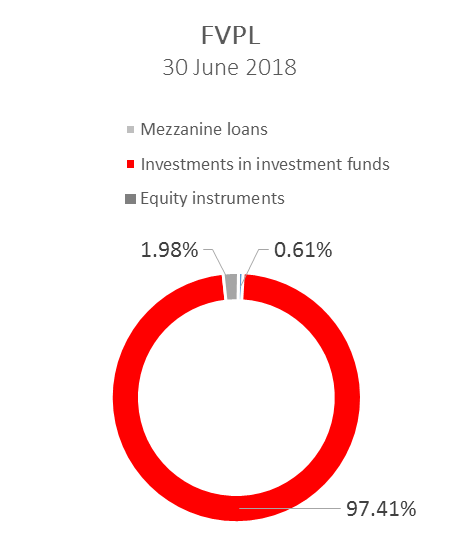 FVPL
30 June 2018
Mezzanine loans
Investments in investment funds
Equity instruments
1.98%
0.61%
97.41%